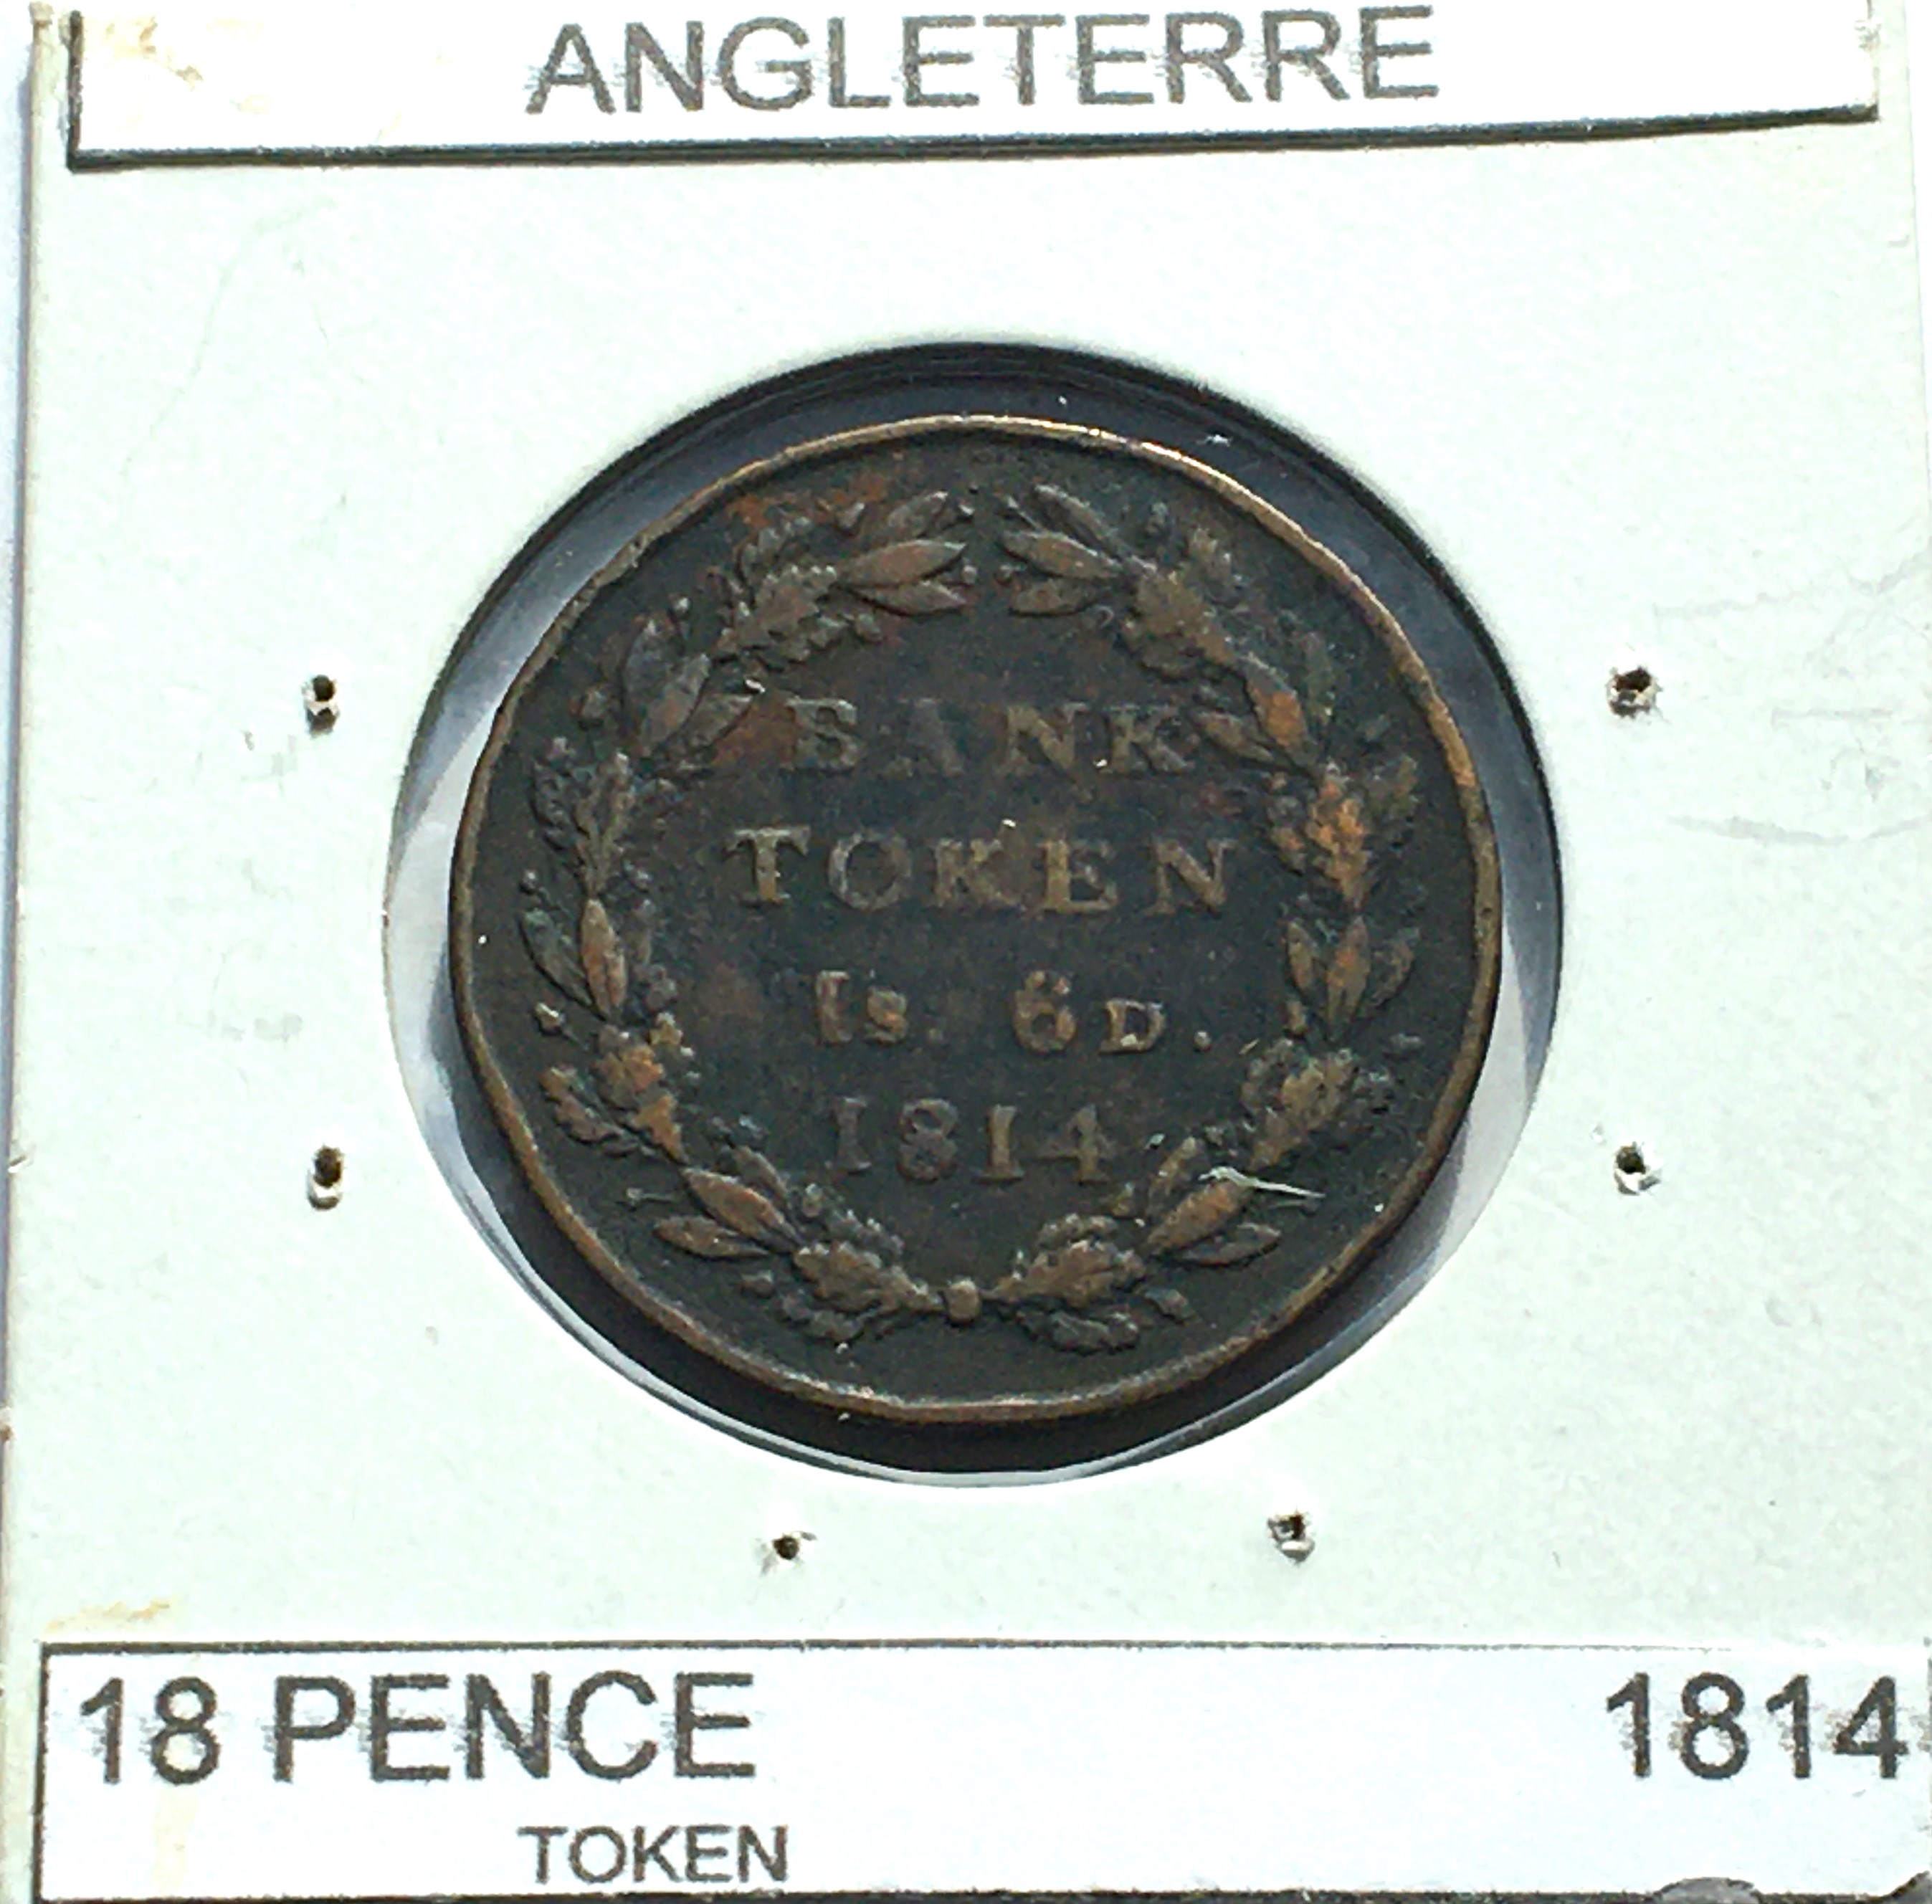 ANGLETERRE
BANK
TOKEN
1s. 6D.
1814
18 PENCE 1814
TOKEN